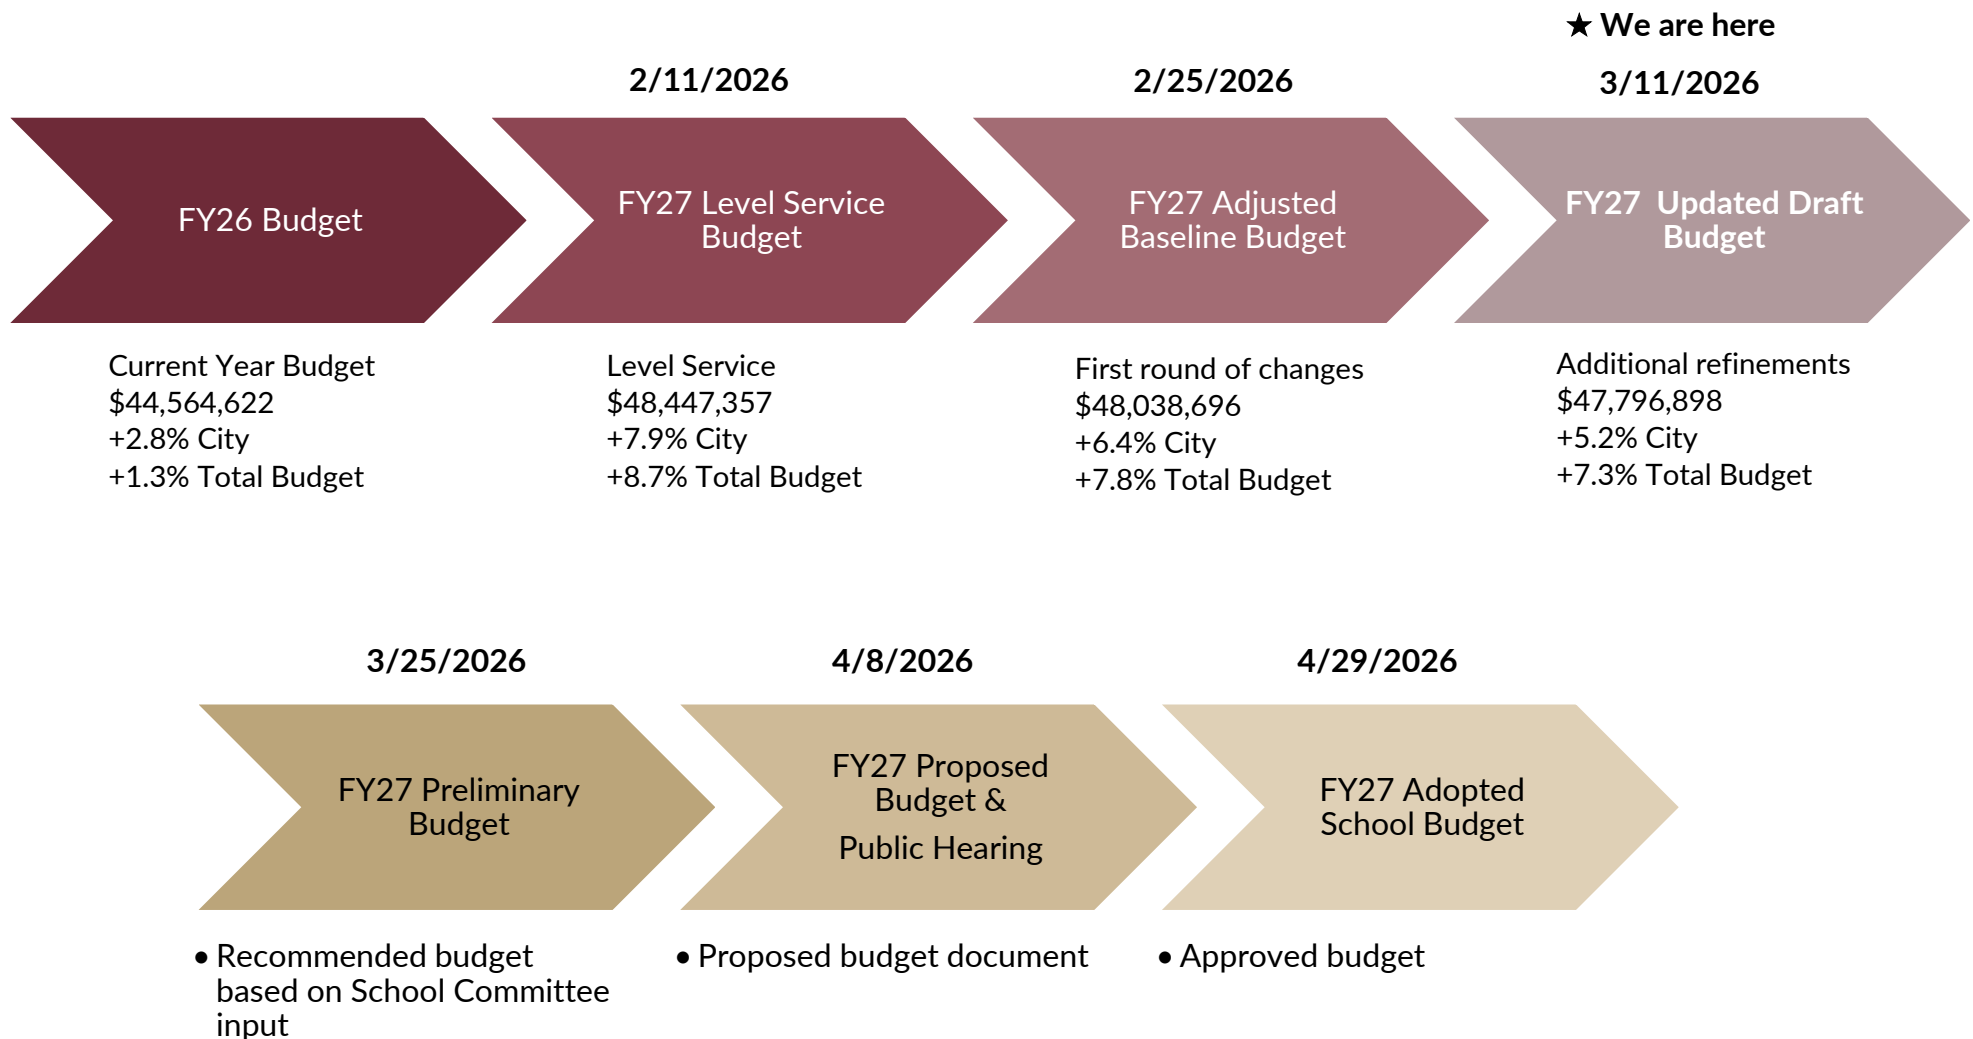 ★ We are here
2/11/2026
2/25/2026
3/11/2026
FY26 Budget
FY27 Level Service
Budget
FY27 Adjusted
Baseline Budget
FY27  Updated Draft
Budget
Current Year Budget
$44,564,622
+2.8% City
+1.3% Total Budget
Level Service
$48,447,357
+7.9% City
+8.7% Total Budget
First round of changes
$48,038,696
+6.4% City
+7.8% Total Budget
Additional refinements
$47,796,898
+5.2% City
+7.3% Total Budget
3/25/2026
4/8/2026
4/29/2026
FY27 Preliminary
Budget
FY27 Proposed
Budget &
Public Hearing
FY27 Adopted
School Budget
• Recommended budget
based on School Committee
input
• Proposed budget document
• Approved budget